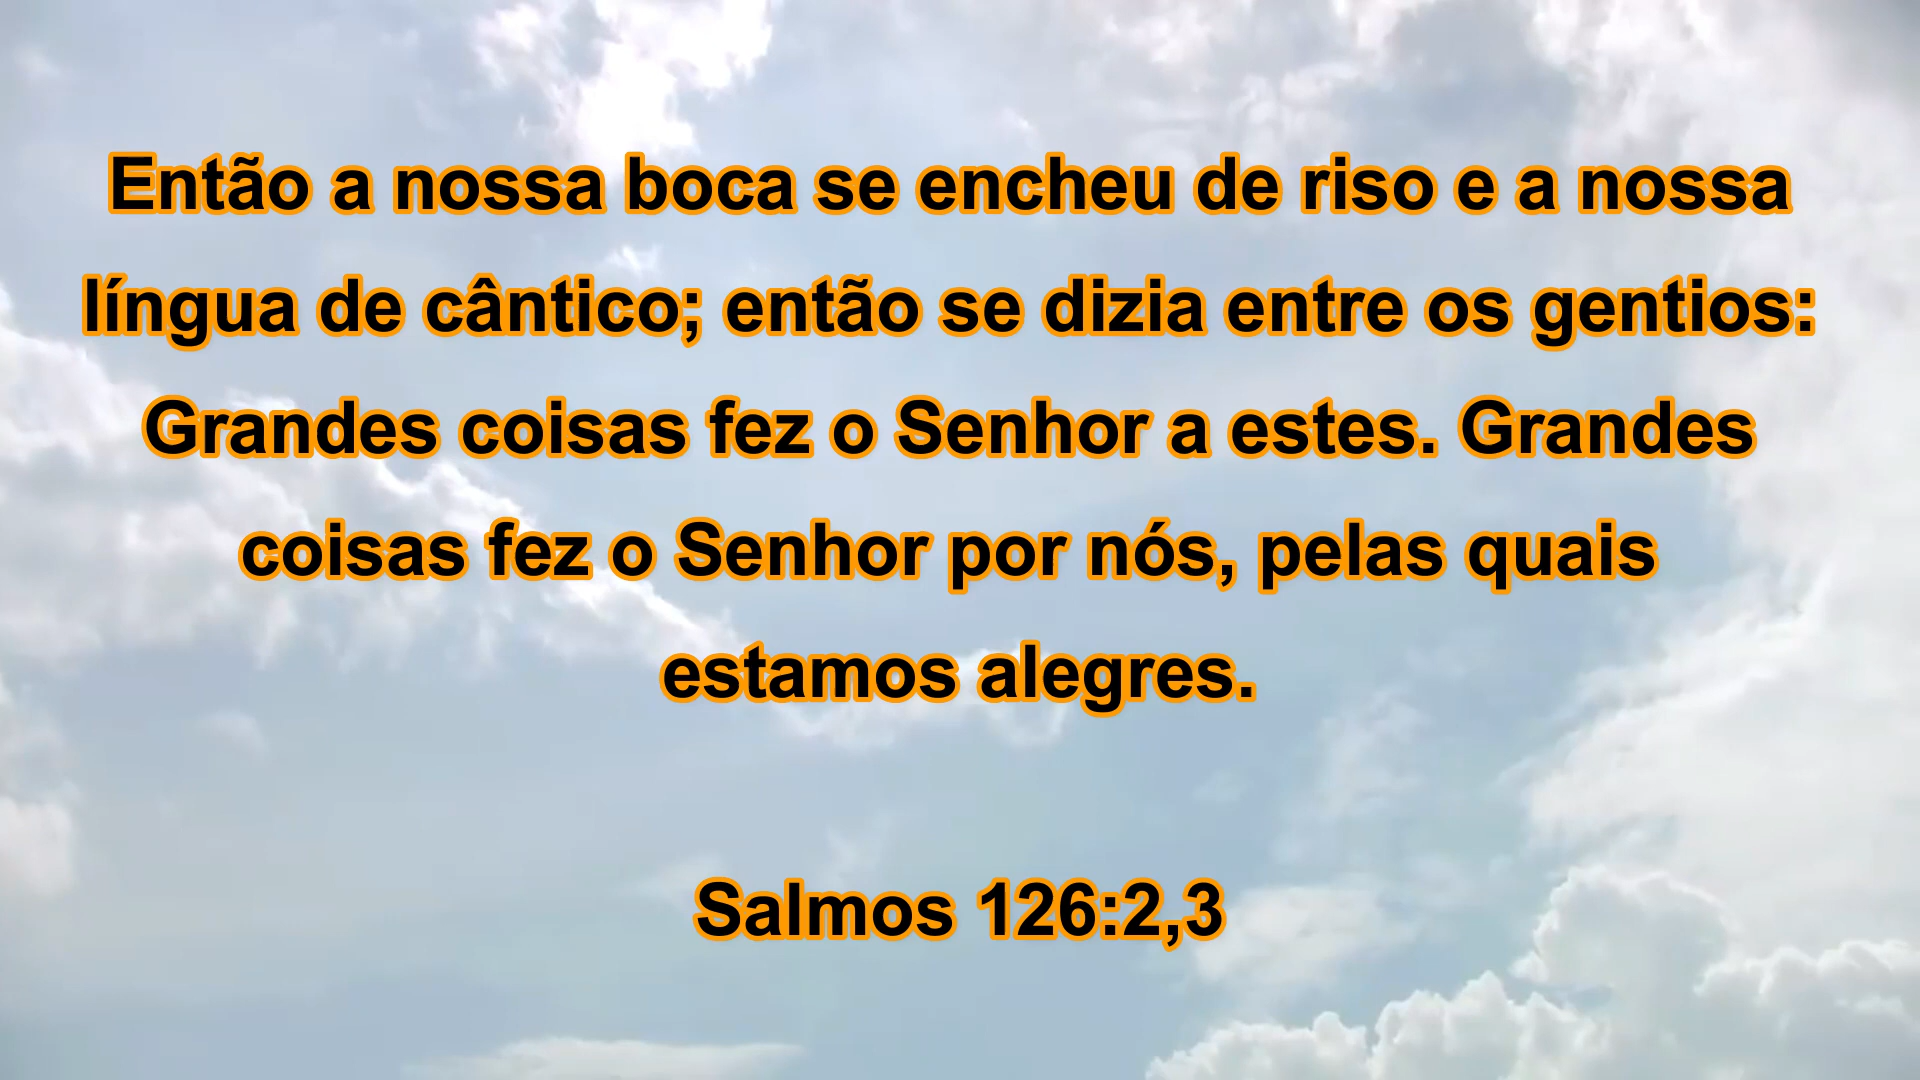 Então a nossa boca se encheu de riso e a nossa
língua de cântico; então se dizia entre os gentios:
Grandes coisas fez o Senhor a estes. Grandes
coisas fez o Senhor por nós, pelas quais
estamos alegres.
Salmos 126:2,3